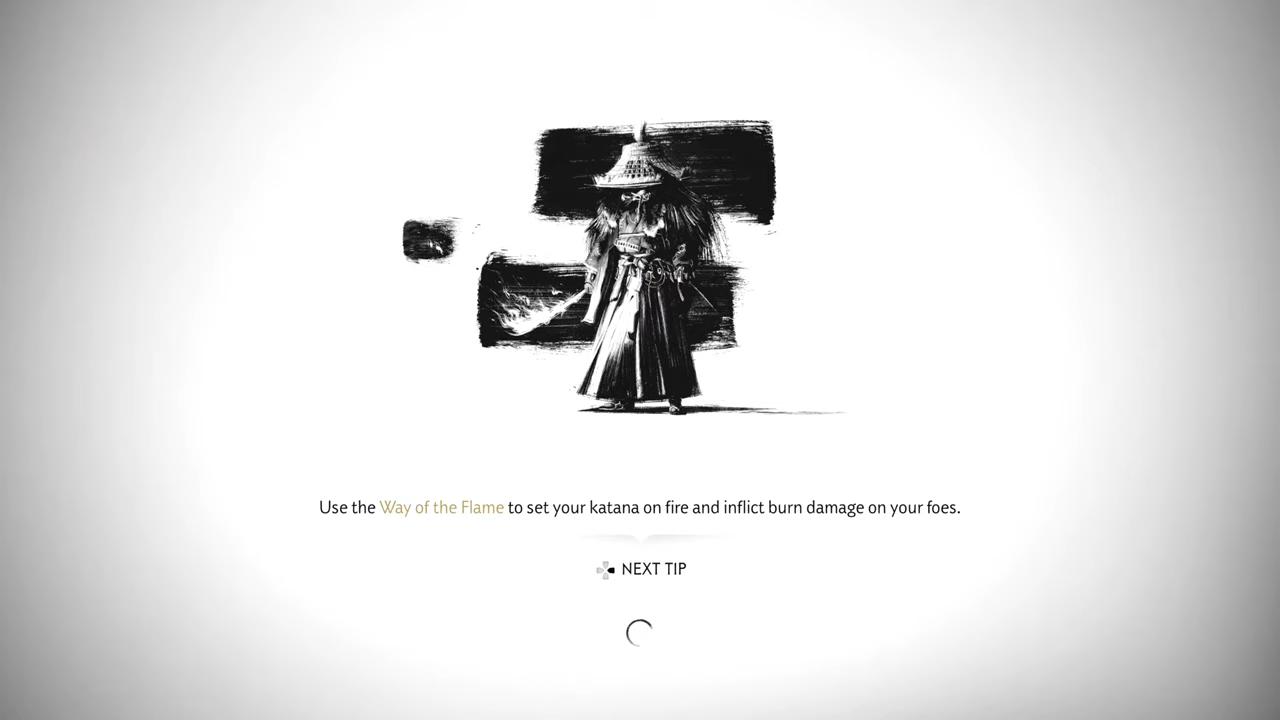 Use the Way of the Flame to set your katana on fire and inflict burn damage on your foes.
NEXT TIP